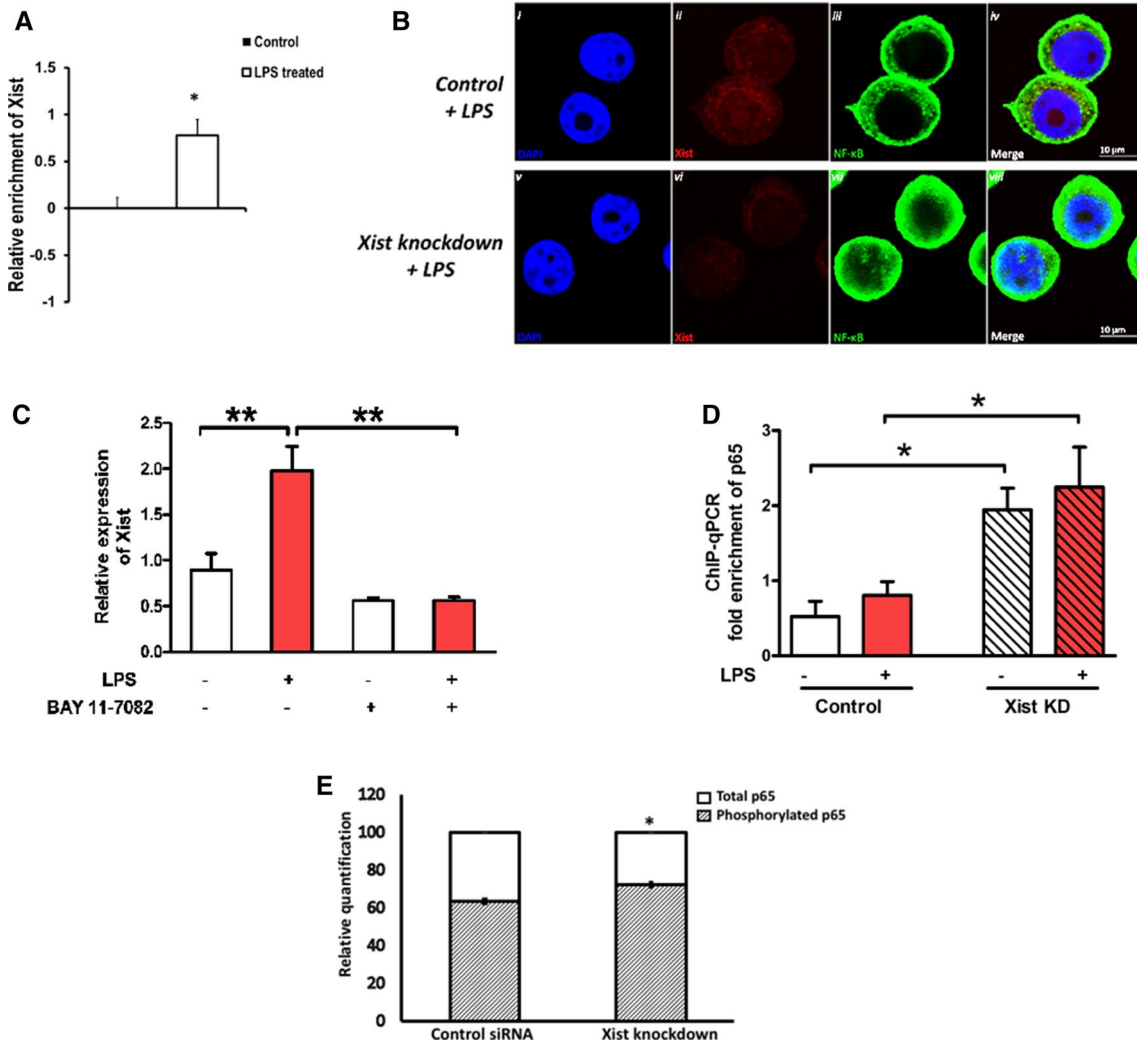 A
Control
LPS treated
Relative enrichment of Xist
1.5
1
0.5
0
-0.5
-1
*
B
Control
+ LPS
i
DAPI
ii
Xist
iii
NF-κB
iv
Merge
10 µm
Xist knockdown
+ LPS
v
DAPI
vi
Xist
vii
NF-κB
viii
Merge
10 µm
C
Relative expression
of Xist
2.5
2.0
1.5
1.0
0.5
0.0
**
**
LPS - + - +
BAY 11-7082 - - + +
D
ChIP-qPCR
fold enrichment of p65
3
2
1
0
*
*
LPS - + - +
Control Xist KD
E
Relative quantification
120
100
80
60
40
20
0
*
Total p65
Phosphorylated p65
Control siRNA Xist knockdown